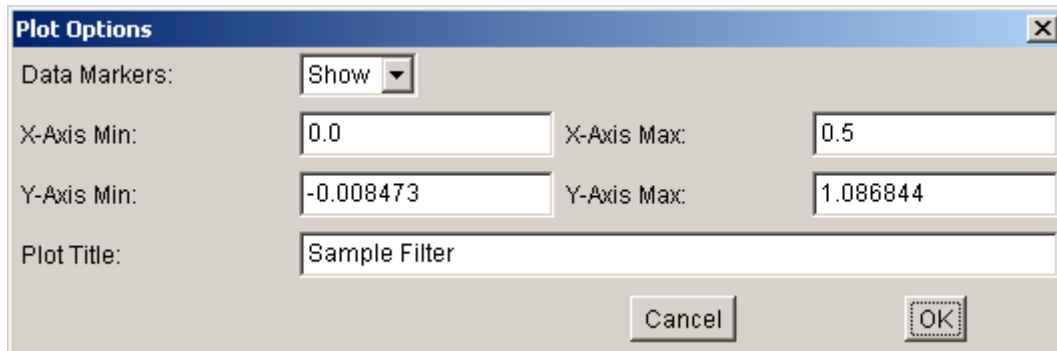 Plot Options
Data Markers: Show
X-Axis Min: 0.0 X-Axis Max: 0.5
Y-Axis Min: -0.008473 Y-Axis Max: 1.086844
Plot Title: Sample Filter
Cancel OK